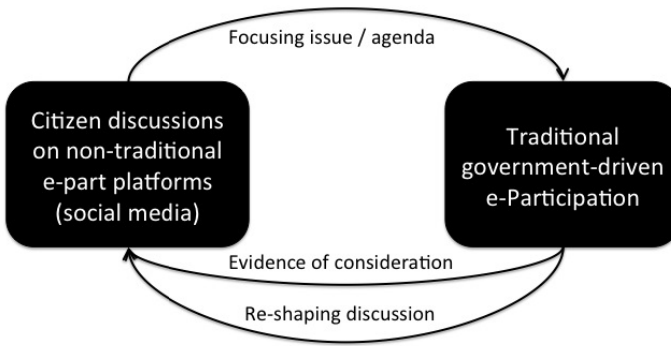 Focusing issue / agenda
Citizen discussions
on non-traditional
e-part platforms
(social media)
Traditional
government-driven
e-Participation
Evidence of consideration
Re-shaping discussion